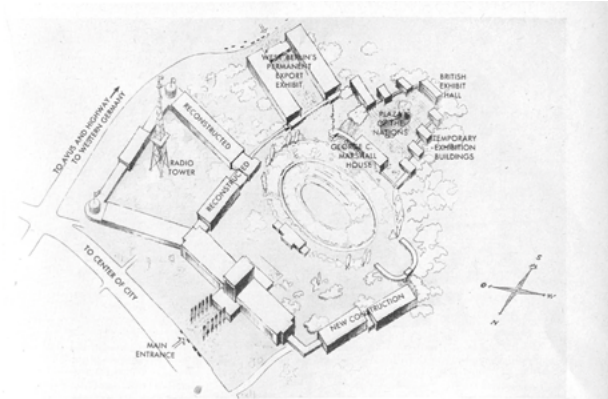 WEST BERLIN'S
PERMANENT
EXPORT
EXHIBIT
BRITISH
EXHIBIT
HALL
PLAZA
OF THE
NATIONS
TEMPORARY
EXHIBITION
BUILDINGS
GEORGE C.
MARSHALL
HOUSE
TO AVUS AND HIGHWAY
TO WESTERN GERMANY
RECONSTRUCTED
RADIO
TOWER
RECONSTRUCTED
TO CENTER OF CITY
NEW CONSTRUCTION
MAIN
ENTRANCE
S
O
W
N